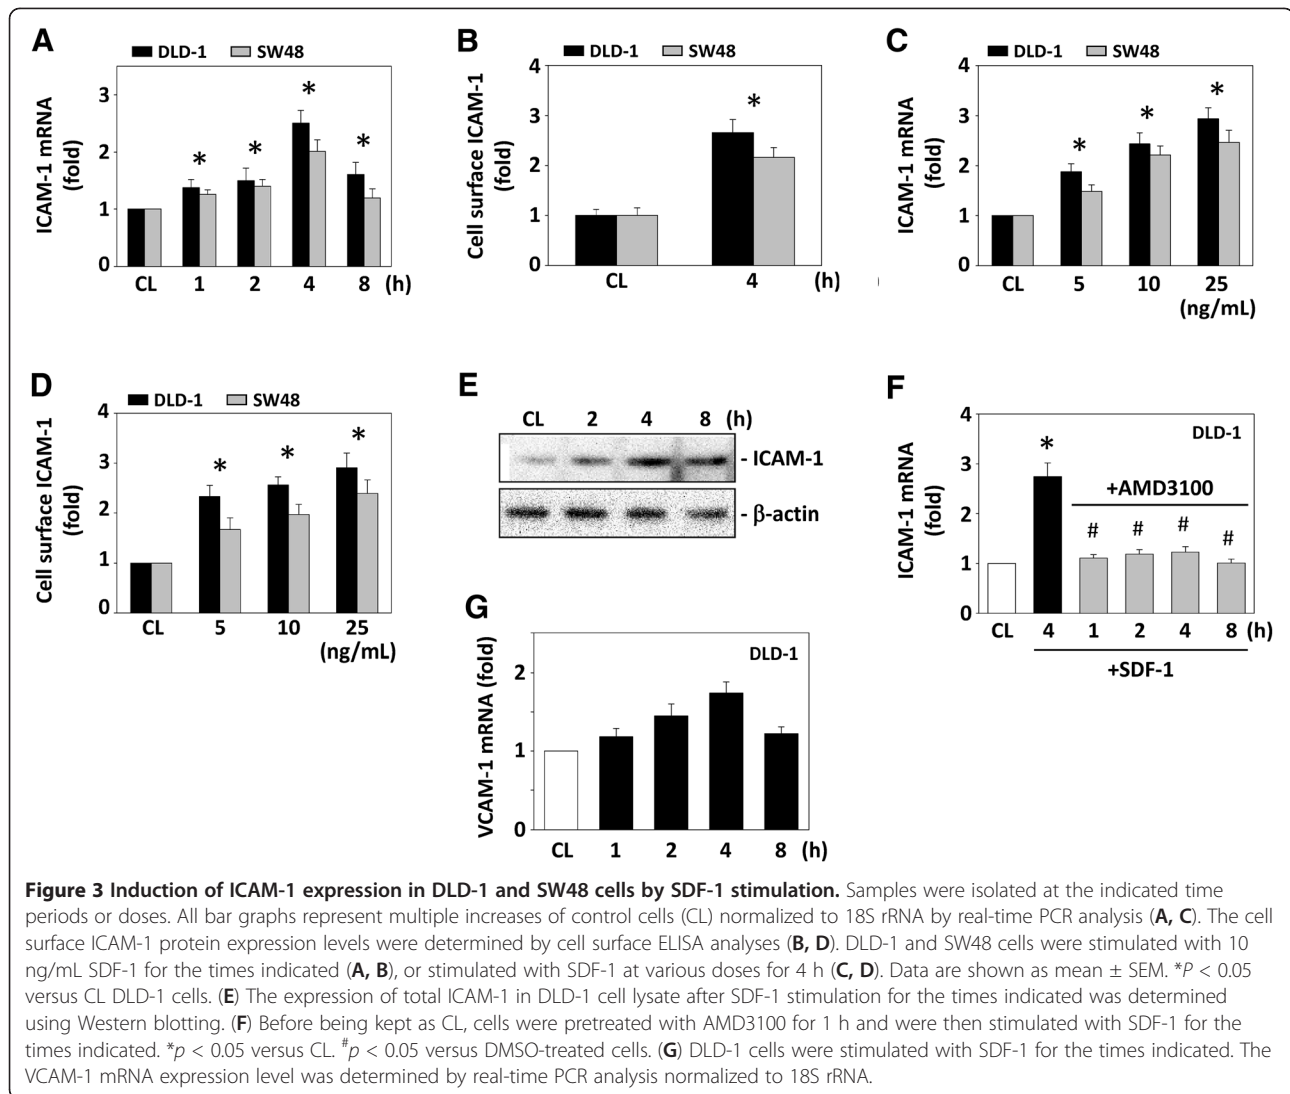 A
DLD-1 SW48
ICAM-1 mRNA
(fold)
3
2
1
0
CL 1 2 4 8 (h)
* * * *
B
DLD-1 SW48
Cell surface ICAM-1
(fold)
4
3
2
1
0
CL 4 (h)
*
C
DLD-1 SW48
ICAM-1 mRNA
(fold)
4
3
2
1
0
CL 5 10 25
(ng/mL)
* * *
D
DLD-1 SW48
Cell surface ICAM-1
(fold)
4
3
2
1
0
CL 5 10 25
(ng/mL)
* * *
E
CL 2 4 8 (h)
- ICAM-1
- β-actin
F
DLD-1
ICAM-1 mRNA
(fold)
4
3
2
1
0
*
+AMD3100
# # # #
CL 4 1 2 4 8 (h)
+SDF-1
G
DLD-1
VCAM-1 mRNA (fold)
2
1
0
CL 1 2 4 8 (h)
Figure 3 Induction of ICAM-1 expression in DLD-1 and SW48 cells by SDF-1 stimulation. Samples were isolated at the indicated time
periods or doses. All bar graphs represent multiple increases of control cells (CL) normalized to 18S rRNA by real-time PCR analysis (A, C). The cell
surface ICAM-1 protein expression levels were determined by cell surface ELISA analyses (B, D). DLD-1 and SW48 cells were stimulated with 10
ng/mL SDF-1 for the times indicated (A, B), or stimulated with SDF-1 at various doses for 4 h (C, D). Data are shown as mean ± SEM. *P < 0.05
versus CL DLD-1 cells. (E) The expression of total ICAM-1 in DLD-1 cell lysate after SDF-1 stimulation for the times indicated was determined
using Western blotting. (F) Before being kept as CL, cells were pretreated with AMD3100 for 1 h and were then stimulated with SDF-1 for the
times indicated. *p < 0.05 versus CL. #p < 0.05 versus DMSO-treated cells. (G) DLD-1 cells were stimulated with SDF-1 for the times indicated. The
VCAM-1 mRNA expression level was determined by real-time PCR analysis normalized to 18S rRNA.